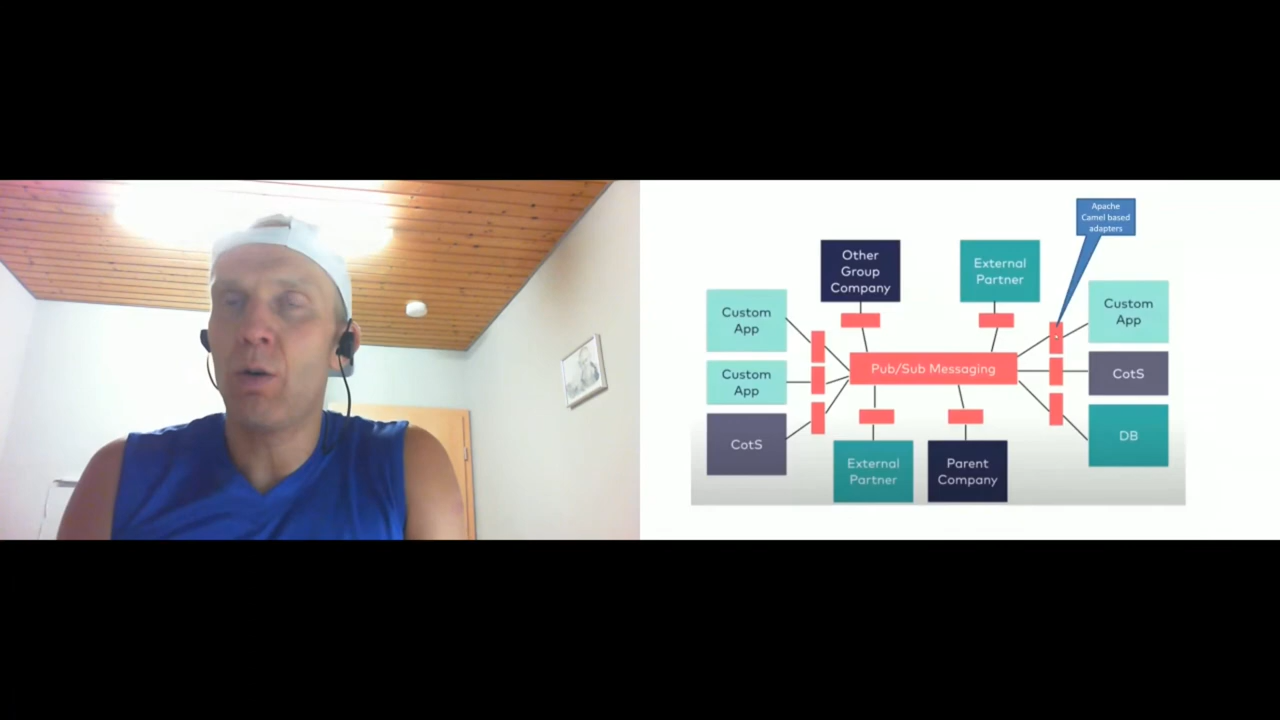 Apache
Camel based
adapters
Other
Group
Company
External
Partner
Custom
App
Custom
App
Pub/Sub Messaging
Custom
App
CotS
CotS
DB
External
Partner
Parent
Company